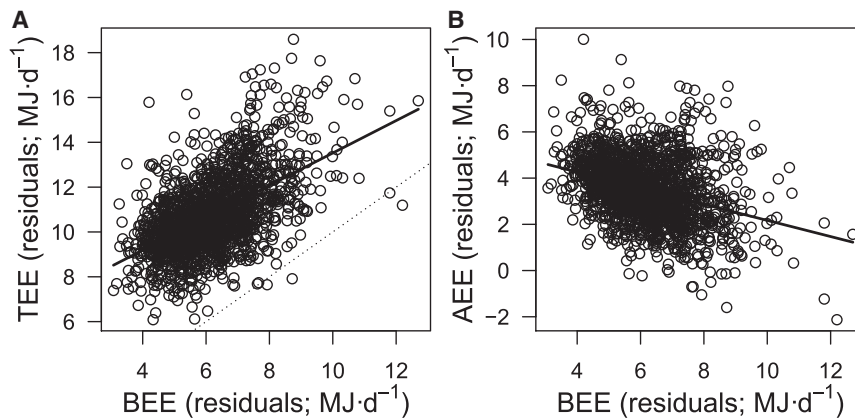 A
TEE (residuals; MJ·d⁻¹)
18
16
14
12
10
8
6
4 6 8 10 12
BEE (residuals; MJ·d⁻¹)
B
AEE (residuals; MJ·d⁻¹)
10
8
6
4
2
0
−2
4 6 8 10 12
BEE (residuals; MJ·d⁻¹)